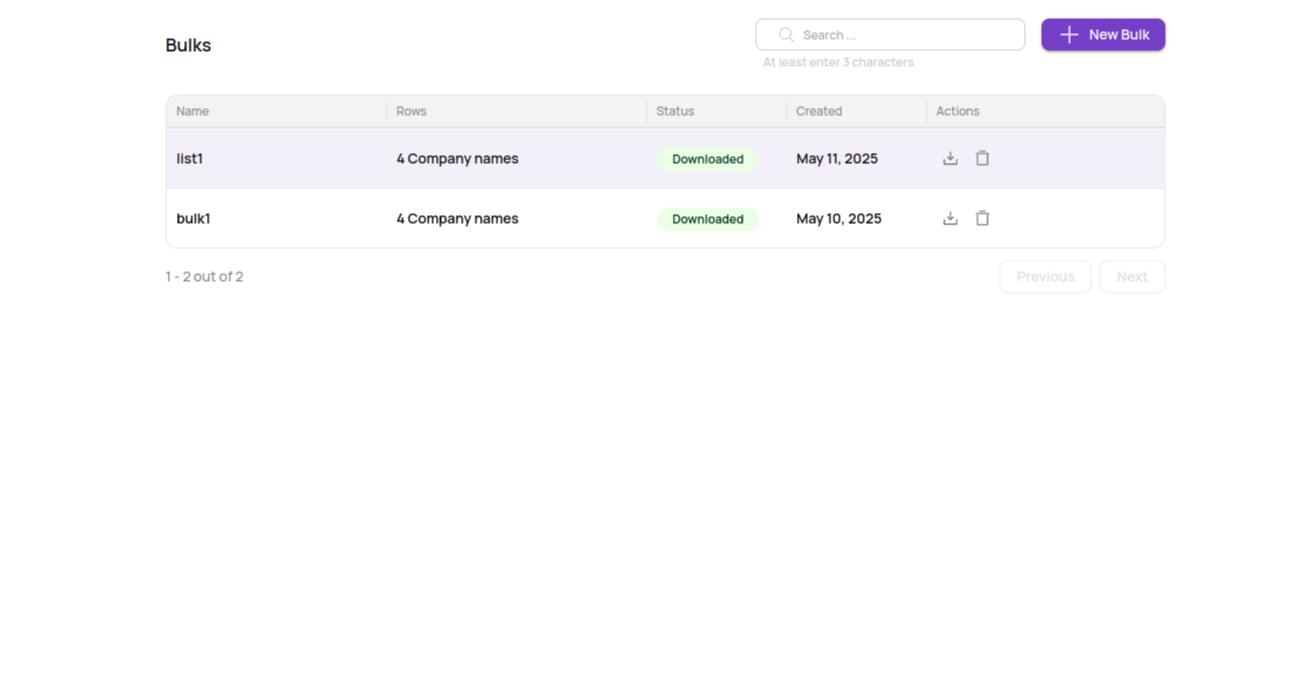 Bulks
Search ...
New Bulk
At least enter 3 characters
Name Rows Status Created Actions
list1 4 Company names Downloaded May 11, 2025
bulk1 4 Company names Downloaded May 10, 2025
1 - 2 out of 2 Previous Next